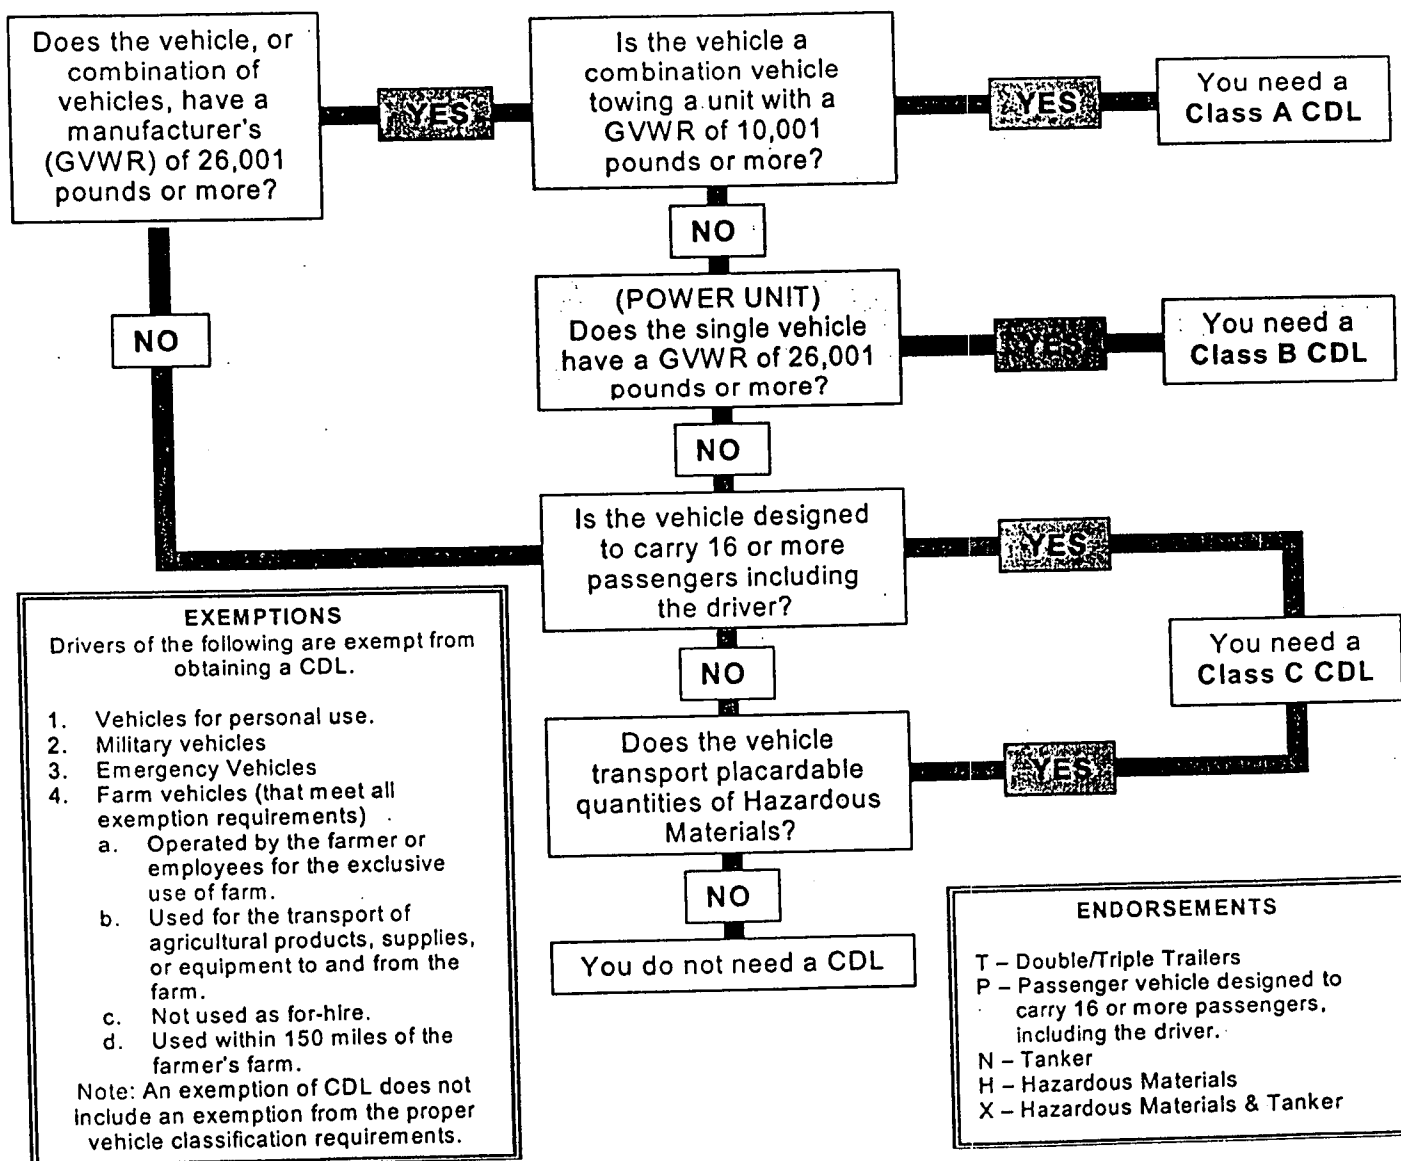 Does the vehicle, or
combination of
vehicles, have a
manufacturer's
(GVWR) of 26,001
pounds or more?
YES
Is the vehicle a
combination vehicle
towing a unit with a
GVWR of 10,001
pounds or more?
YES
You need a
Class A CDL
NO
NO
(POWER UNIT)
Does the single vehicle
have a GVWR of 26,001
pounds or more?
YES
You need a
Class B CDL
NO
Is the vehicle designed
to carry 16 or more
passengers including
the driver?
YES
You need a
Class C CDL
NO
Does the vehicle
transport placardable
quantities of Hazardous
Materials?
YES
NO
You do not need a CDL
EXEMPTIONS
Drivers of the following are exempt from
obtaining a CDL.
1. Vehicles for personal use.
2. Military vehicles
3. Emergency Vehicles
4. Farm vehicles (that meet all
exemption requirements)
a. Operated by the farmer or
employees for the exclusive
use of farm.
b. Used for the transport of
agricultural products, supplies,
or equipment to and from the
farm.
c. Not used as for-hire.
d. Used within 150 miles of the
farmer's farm.
Note: An exemption of CDL does not
include an exemption from the proper
vehicle classification requirements.
ENDORSEMENTS
T – Double/Triple Trailers
P – Passenger vehicle designed to
carry 16 or more passengers,
including the driver.
N – Tanker
H – Hazardous Materials
X – Hazardous Materials & Tanker